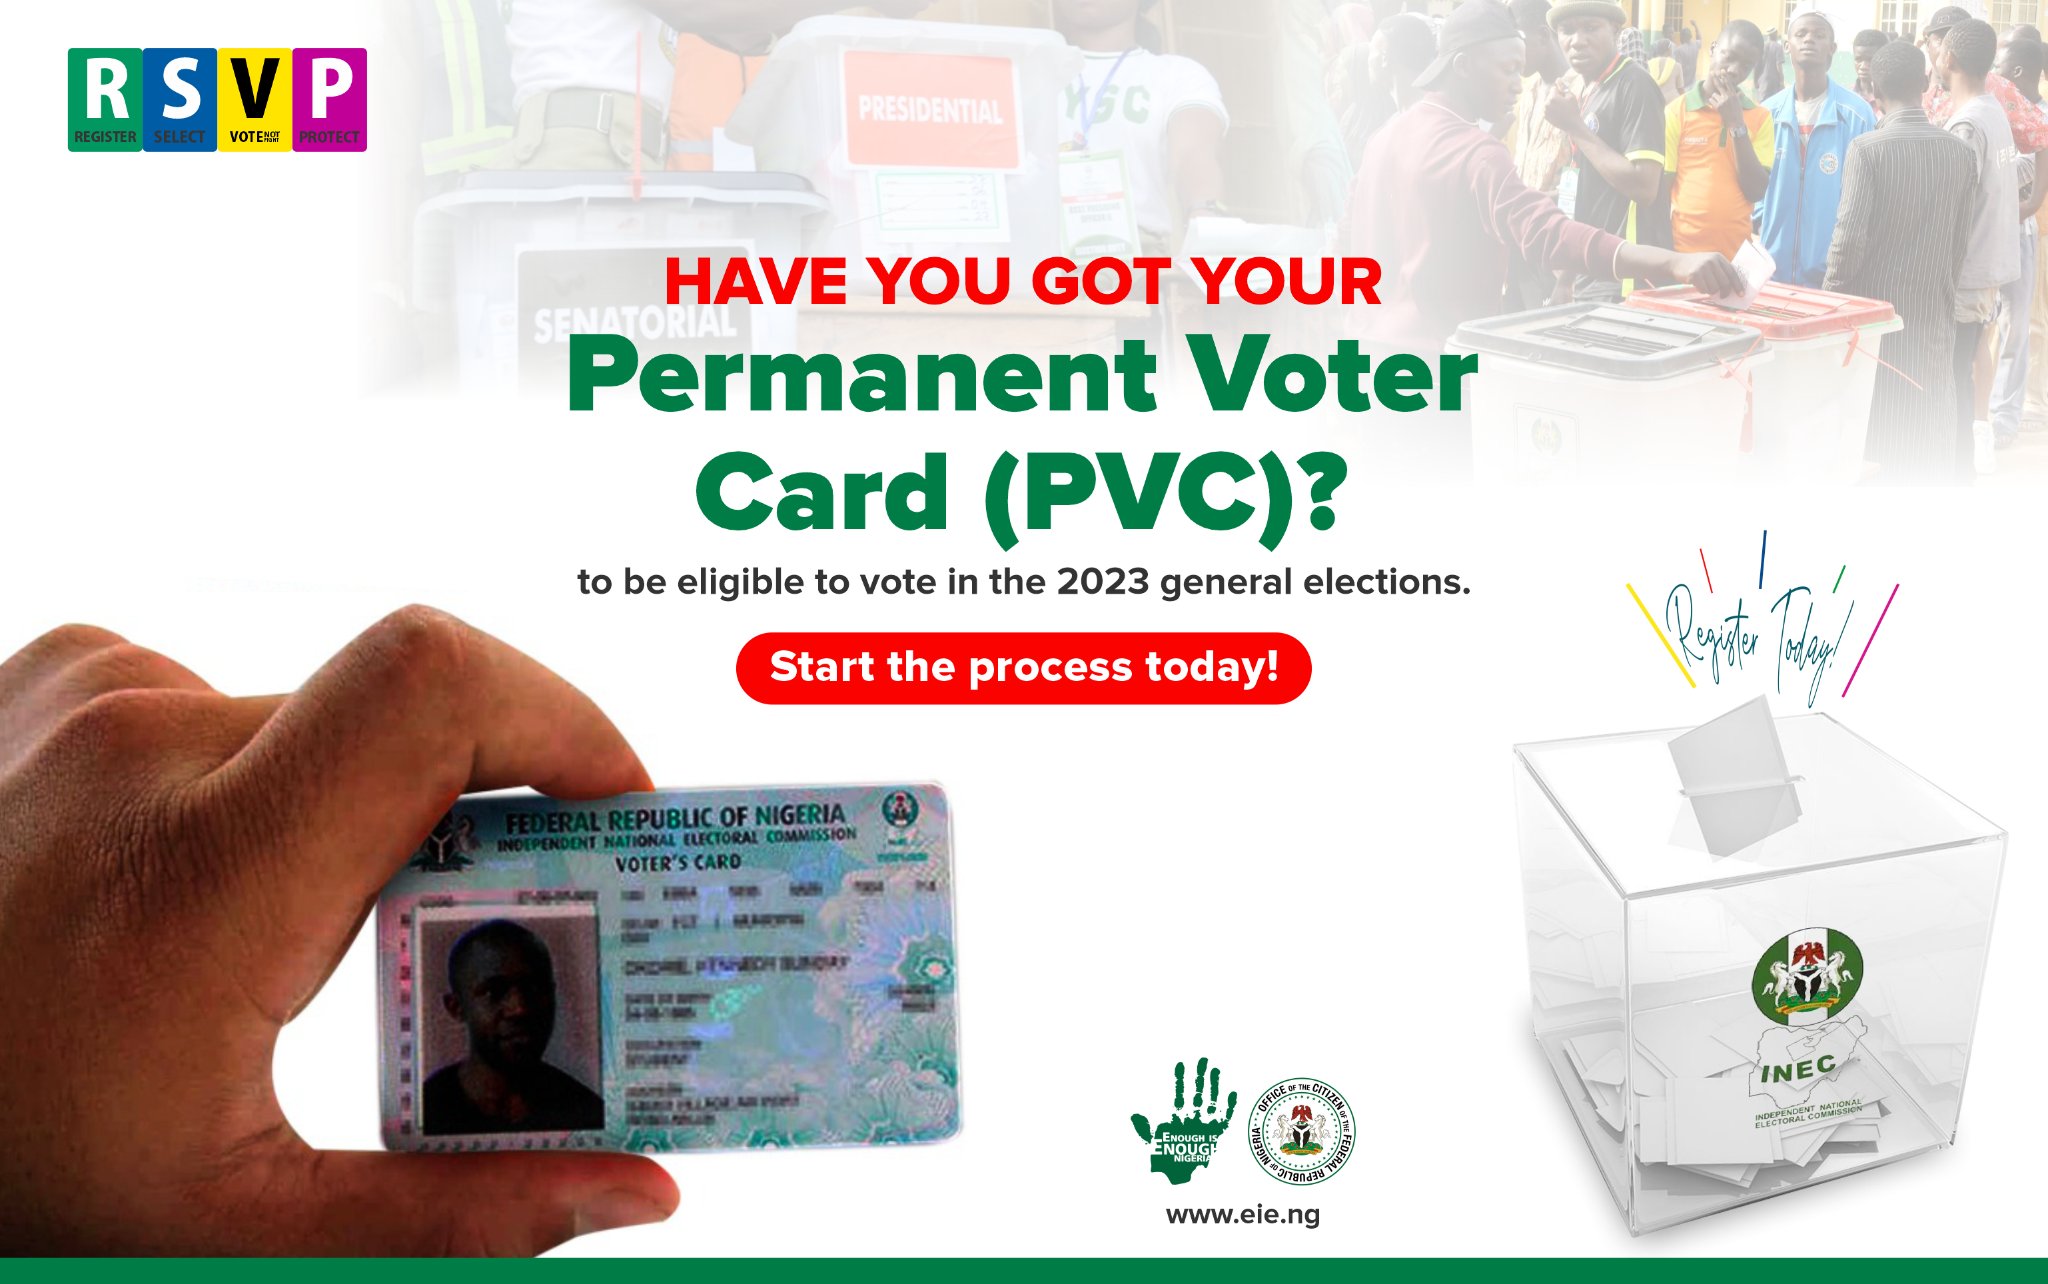 R S V P
REGISTER SELECT VOTE NOT FIGHT PROTECT
PRESIDENTIAL
YSC
SENATORIAL
HAVE YOU GOT YOUR
Permanent Voter
Card (PVC)?
to be eligible to vote in the 2023 general elections.
Start the process today!
Register Today!
FEDERAL REPUBLIC OF NIGERIA
INDEPENDENT NATIONAL ELECTORAL COMMISSION
VOTER'S CARD
INEC
INDEPENDENT NATIONAL
ELECTORAL COMMISSION
ENOUGH IS
ENOUGH
NIGERIA
OFFICE OF THE CITIZEN OF THE FEDERAL REPUBLIC OF NIGERIA
www.eie.ng